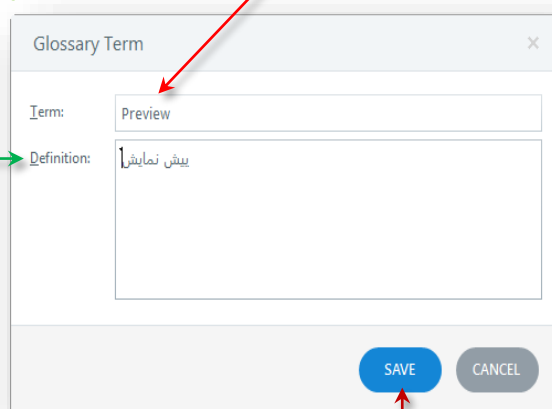 Glossary Term
Term:
Preview
Definition:
پیش نمایش
SAVE
CANCEL